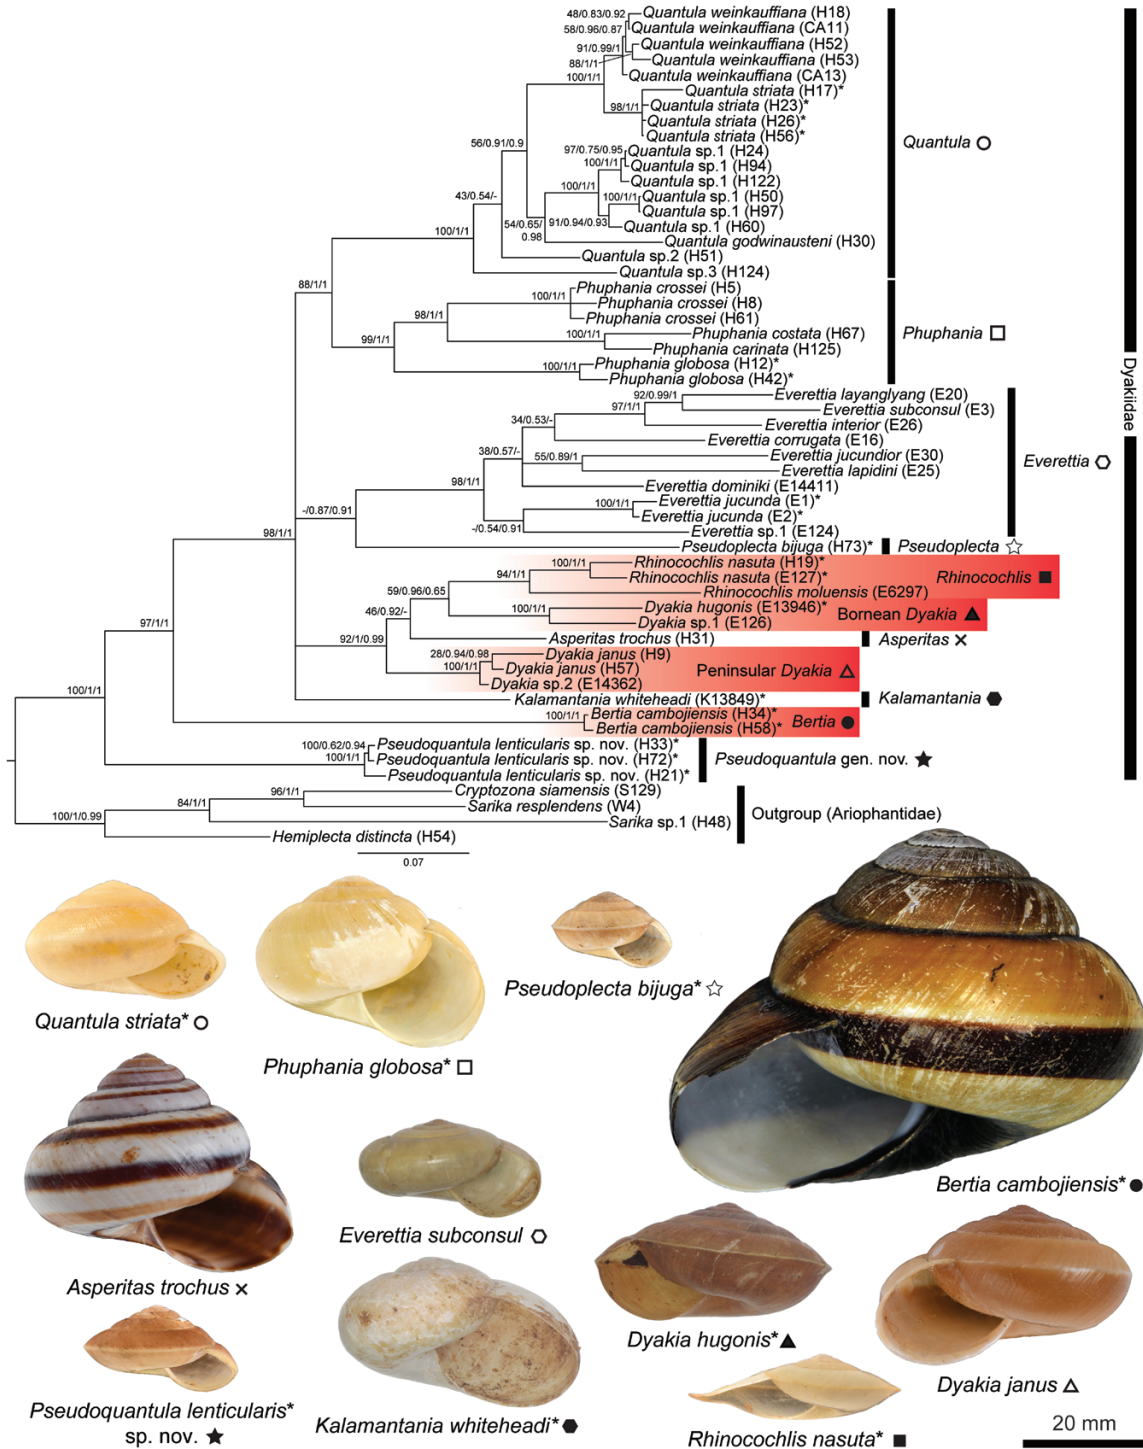 48/0.83/0.92
Quantula weinkauffiana (H18)
58/0.96/0.87
Quantula weinkauffiana (CA11)
Quantula weinkauffiana (H52)
91/0.99/1
Quantula weinkauffiana (H53)
88/1/1
Quantula weinkauffiana (CA13)
100/1/1
Quantula striata (H17)*
98/1/1
Quantula striata (H23)*
Quantula striata (H26)*
Quantula striata (H56)*
Quantula
56/0.91/0.9
97/0.75/0.95
Quantula sp.1 (H24)
100/1/1
Quantula sp.1 (H94)
Quantula sp.1 (H122)
100/1/1
100/1/1
Quantula sp.1 (H50)
Quantula sp.1 (H97)
43/0.54/-
54/0.65/
0.98
91/0.94/0.93
Quantula sp.1 (H60)
100/1/1
Quantula godwinausteni (H30)
Quantula sp.2 (H51)
Quantula sp.3 (H124)
88/1/1
100/1/1
Phuphania crossei (H5)
Phuphania crossei (H8)
98/1/1
Phuphania crossei (H61)
99/1/1
100/1/1
Phuphania costata (H67)
Phuphania carinata (H125)
Phuphania
100/1/1
Phuphania globosa (H12)*
Phuphania globosa (H42)*
Dyakiidae
92/0.99/1
Everettia layanglyang (E20)
97/1/1
Everettia subconsul (E3)
34/0.53/-
Everettia interior (E26)
Everettia corrugata (E16)
38/0.57/-
55/0.89/1
Everettia jucundior (E30)
Everettia lapidini (E25)
Everettia
98/1/1
Everettia dominiki (E14411)
100/1/1
Everettia jucunda (E1)*
Everettia jucunda (E2)*
-/0.87/0.91
-/0.54/0.91
Everettia sp.1 (E124)
98/1/1
Pseudoplecta bijuga (H73)*
Pseudoplecta
100/1/1
Rhinocochlis nasuta (H19)*
94/1/1
Rhinocochlis nasuta (E127)*
Rhinocochlis
59/0.96/0.65
Rhinocochlis moluensis (E6297)
46/0.92/-
100/1/1
Dyakia hugonis (E13946)*
Dyakia sp.1 (E126)
Bornean Dyakia
97/1/1
92/1/0.99
Asperitas trochus (H31)
Asperitas
28/0.94/0.98
Dyakia janus (H9)
100/1/1
Dyakia janus (H57)
Peninsular Dyakia
Dyakia sp.2 (E14362)
100/1/1
Kalamantania whiteheadi (K13849)*
Kalamantania
100/1/1
Bertia cambojiensis (H34)*
Bertia cambojiensis (H58)*
Bertia
100/0.62/0.94
Pseudoquantula lenticularis sp. nov. (H33)*
100/1/1
Pseudoquantula lenticularis sp. nov. (H72)*
Pseudoquantula lenticularis sp. nov. (H21)*
Pseudoquantula gen. nov.
96/1/1
Cryptozona siamensis (S129)
84/1/1
Sarika resplendens (W4)
100/1/0.99
Sarika sp.1 (H48)
Outgroup (Ariophantidae)
Hemiplecta distincta (H54)
0.07
Quantula striata*
Phuphania globosa*
Pseudoplecta bijuga*
Bertia cambojiensis*
Asperitas trochus
Everettia subconsul
Dyakia hugonis*
Dyakia janus
Pseudoquantula lenticularis*
sp. nov.
Kalamantania whiteheadi*
Rhinocochlis nasuta*
20 mm